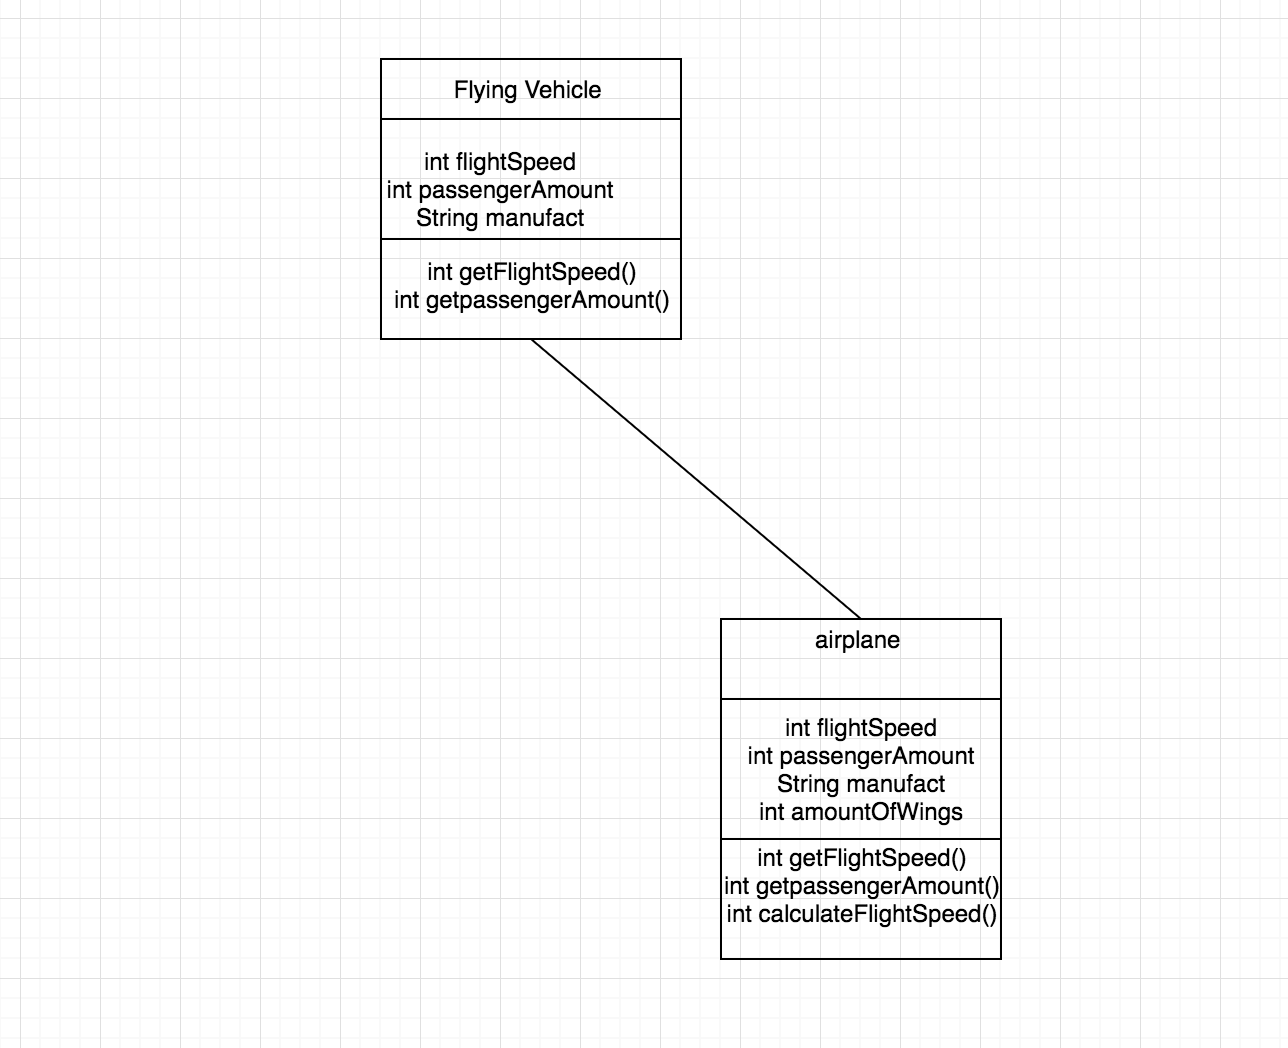 Flying Vehicle
int flightSpeed
int passengerAmount
String manufact
int getFlightSpeed()
int getpassengerAmount()
airplane
int flightSpeed
int passengerAmount
String manufact
int amountOfWings
int getFlightSpeed()
int getpassengerAmount()
int calculateFlightSpeed()